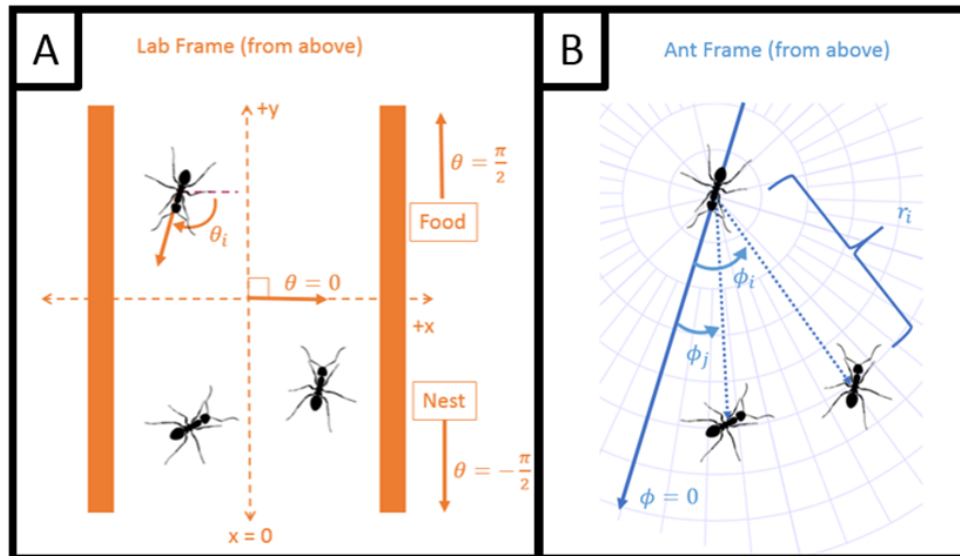 A
Lab Frame (from above)
+y
θ = π/2
Food
θᵢ
θ = 0
+x
Nest
θ = −π/2
x = 0
B
Ant Frame (from above)
rᵢ
ϕᵢ
ϕⱼ
ϕ = 0